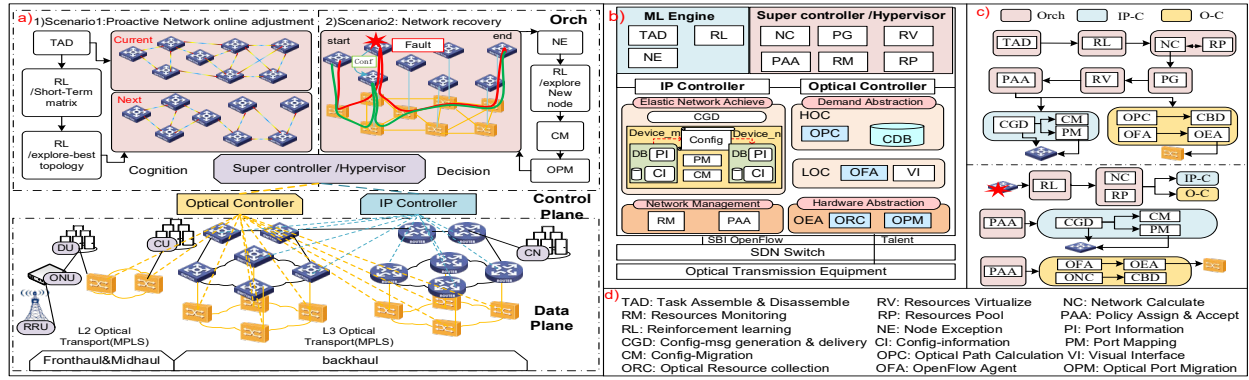 a) 1)Scenario1:Proactive Network online adjustment
2)Scenario2: Network recovery
Orch
TAD
RL
/Short-Term
matrix
RL
/explore-best
topology
Current
Next
Cognition
start
Fault
end
Conf
NE
RL
/explore
New
node
CM
OPM
Decision
Super controller /Hypervisor
Optical Controller
IP Controller
Control
Plane
DU
CU
ONU
RRU
ROUTER
ROUTER
ROUTER
ROUTER
ROUTER
ROUTER
CN
Data
Plane
L2 Optical
Transport(MPLS)
L3 Optical
Transport(MPLS)
Fronthaul&Midhaul
backhaul
b)
ML Engine
TAD
RL
NE
Super controller /Hypervisor
NC
PG
RV
PAA
RM
RP
IP Controller
Elastic Network Achieve
CGD
Device_m
Config
Device_n
DB
PI
CI
PM
CM
DB
PI
CI
Network Management
RM
PAA
Optical Controller
Demand Abstraction
HOC
OPC
CDB
LOC
OFA
VI
Hardware Abstraction
OEA
ORC
OPM
SBI OpenFlow
Talent
SDN Switch
Optical Transmission Equipment
c)
Orch
IP-C
O-C
TAD
RL
NC
RP
PAA
RV
PG
CGD
CM
PM
OPC
CBD
OFA
OEA
RL
NC
RP
IP-C
O-C
PAA
CGD
CM
PM
PAA
OFA
OEA
ONC
CBD
d)
TAD: Task Assemble & Disassemble
RV: Resources Virtualize
NC: Network Calculate
RM: Resources Monitoring
RP: Resources Pool
PAA: Policy Assign & Accept
RL: Reinforcement learning
NE: Node Exception
PI: Port Information
CGD: Config-msg generation & delivery
CI: Config-information
PM: Port Mapping
CM: Config-Migration
OPC: Optical Path Calculation
VI: Visual Interface
ORC: Optical Resource collection
OFA: OpenFlow Agent
OPM: Optical Port Migration